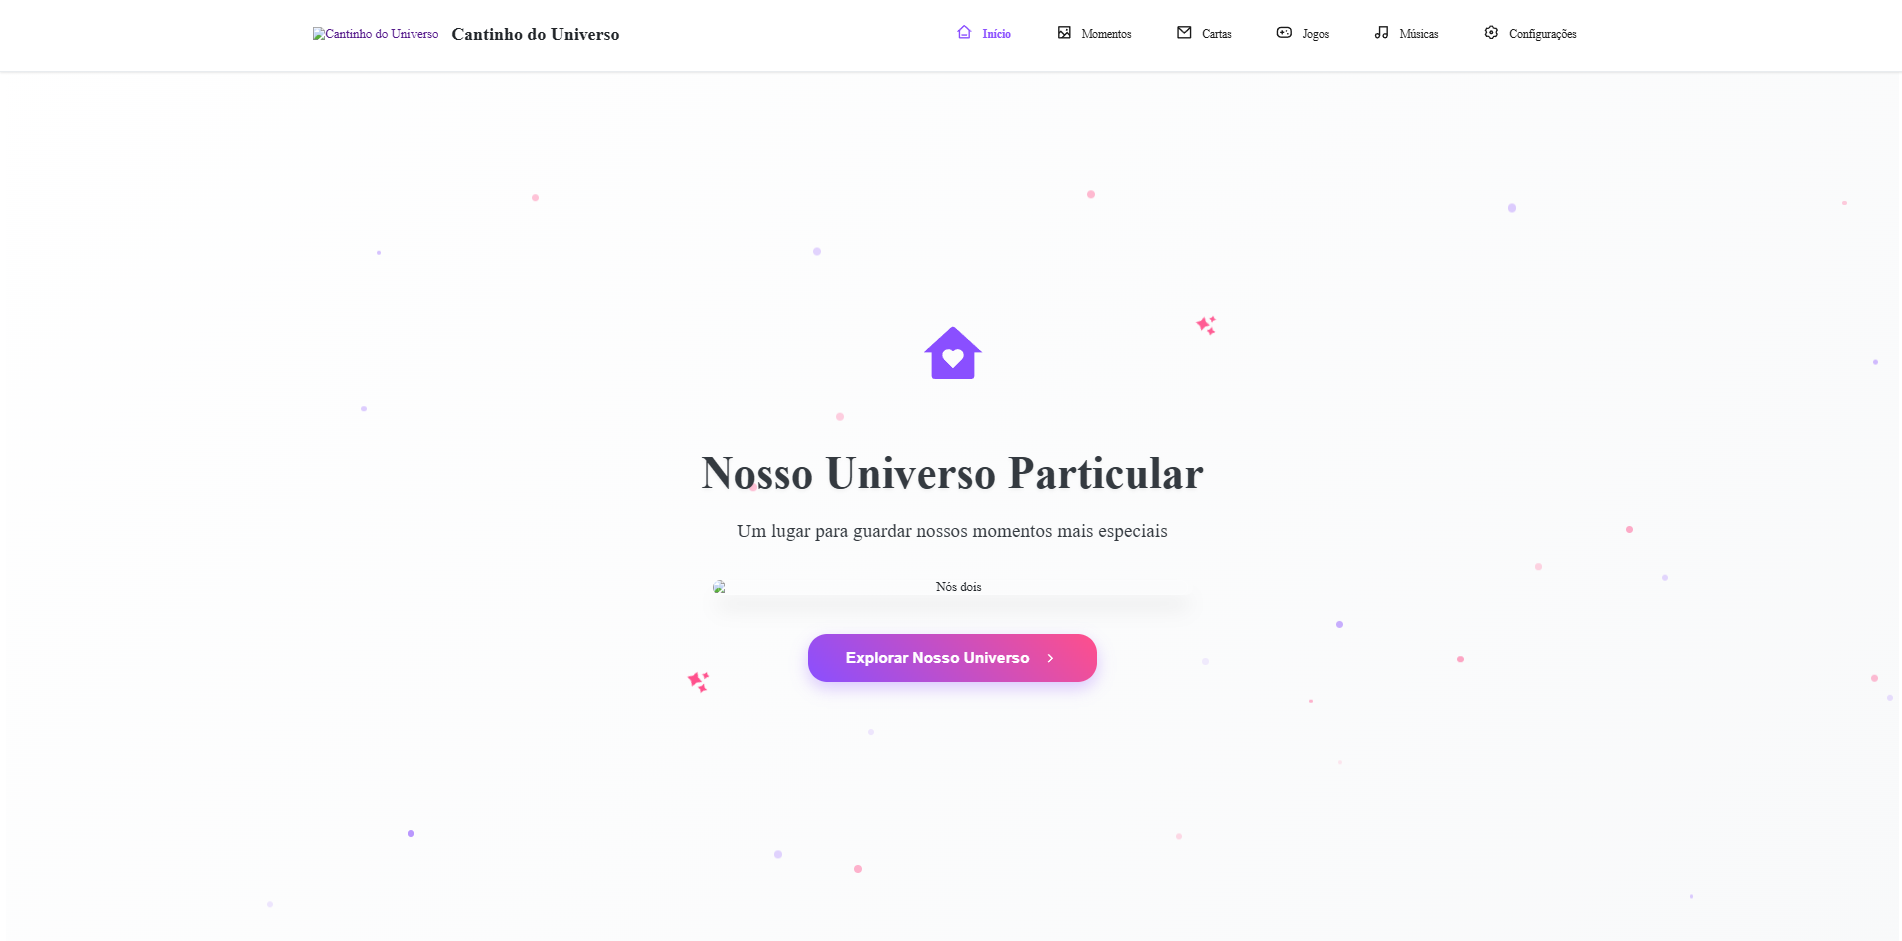 Cantinho do Universo
Cantinho do Universo
Início
Momentos
Cartas
Jogos
Músicas
Configurações
Nosso Universo Particular
Um lugar para guardar nossos momentos mais especiais
Nós dois
Explorar Nosso Universo